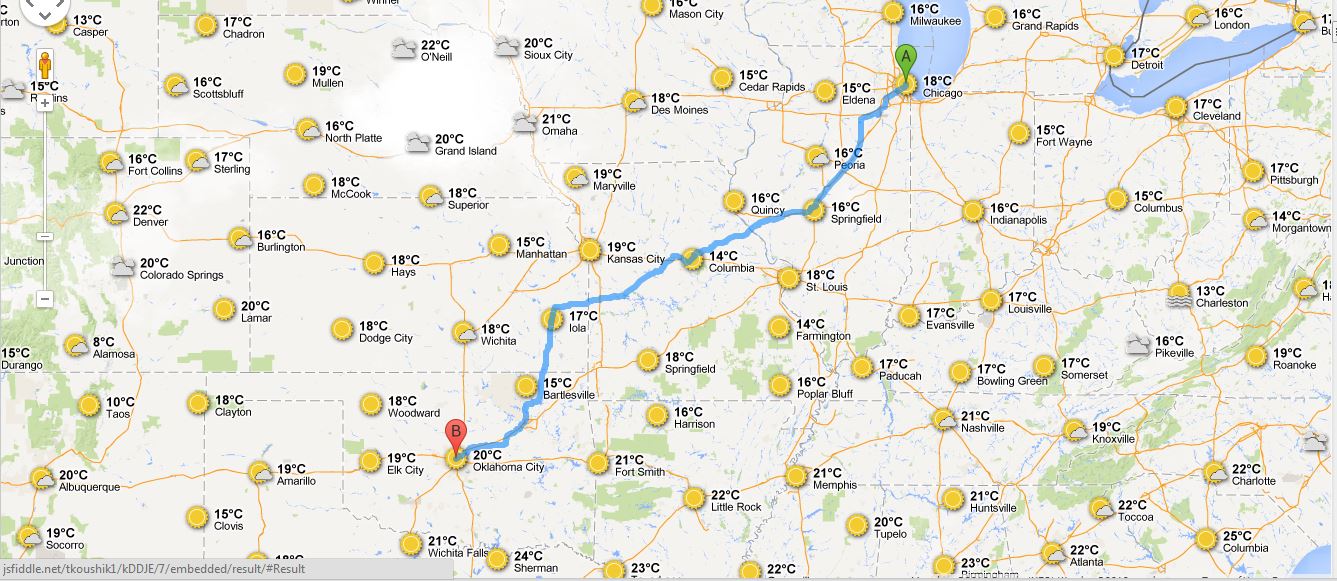 Winner
16°C
Mason City
16°C
Milwaukee
16°C
Grand Rapids
16°C
London
13°C
Casper
17°C
Chadron
22°C
O'Neill
20°C
Sioux City
17°C
Detroit
15°C
16°C
Scottsbluff
19°C
Mullen
15°C
Cedar Rapids
15°C
Eldena
A
18°C
Chicago
18°C
Des Moines
17°C
Cleveland
16°C
North Platte
20°C
Grand Island
21°C
Omaha
15°C
Fort Wayne
16°C
Peoria
16°C
Fort Collins
17°C
Sterling
18°C
McCook
18°C
Superior
19°C
Maryville
17°C
Pittsburgh
22°C
Denver
16°C
Quincy
16°C
Springfield
16°C
Indianapolis
15°C
Columbus
14°C
Morgantown
16°C
Burlington
15°C
Manhattan
19°C
Kansas City
14°C
Columbia
18°C
St. Louis
Junction
20°C
Colorado Springs
18°C
Hays
17°C
Louisville
13°C
Charleston
20°C
Lamar
18°C
Dodge City
18°C
Wichita
17°C
Iola
14°C
Farmington
17°C
Evansville
16°C
Pikeville
15°C
Durango
8°C
Alamosa
18°C
Springfield
17°C
Paducah
17°C
Bowling Green
17°C
Somerset
19°C
Roanoke
10°C
Taos
18°C
Clayton
18°C
Woodward
15°C
Bartlesville
16°C
Poplar Bluff
16°C
Harrison
21°C
Nashville
19°C
Knoxville
B
20°C
Oklahoma City
20°C
Albuquerque
19°C
Amarillo
19°C
Elk City
21°C
Fort Smith
21°C
Memphis
22°C
Charlotte
22°C
Little Rock
21°C
Huntsville
22°C
Toccoa
19°C
Socorro
15°C
Clovis
21°C
Wichita Falls
20°C
Tupelo
25°C
Columbia
24°C
Sherman
22°C
Atlanta
18°C
23°C
22°C
23°C
Birmingham
jsfiddle.net/tkoushik1/kDDJE/7/embedded/result/#Result